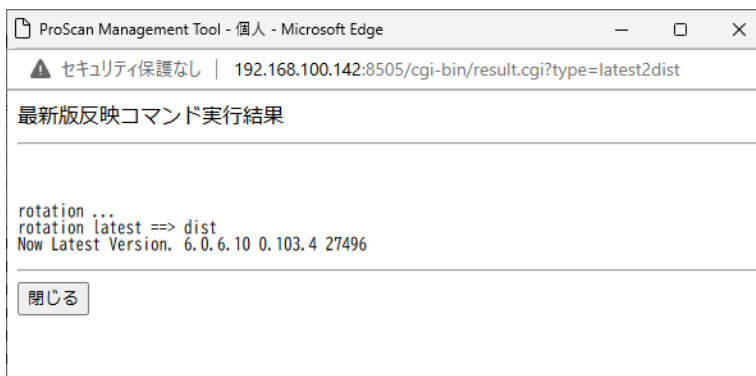 ProScan Management Tool - 個人 - Microsoft Edge
セキュリティ保護なし | 192.168.100.142:8505/cgi-bin/result.cgi?type=latest2dist
最新版反映コマンド実行結果
rotation ...
rotation latest ==> dist
Now Latest Version. 6.0.6.10 0.103.4 27496
閉じる